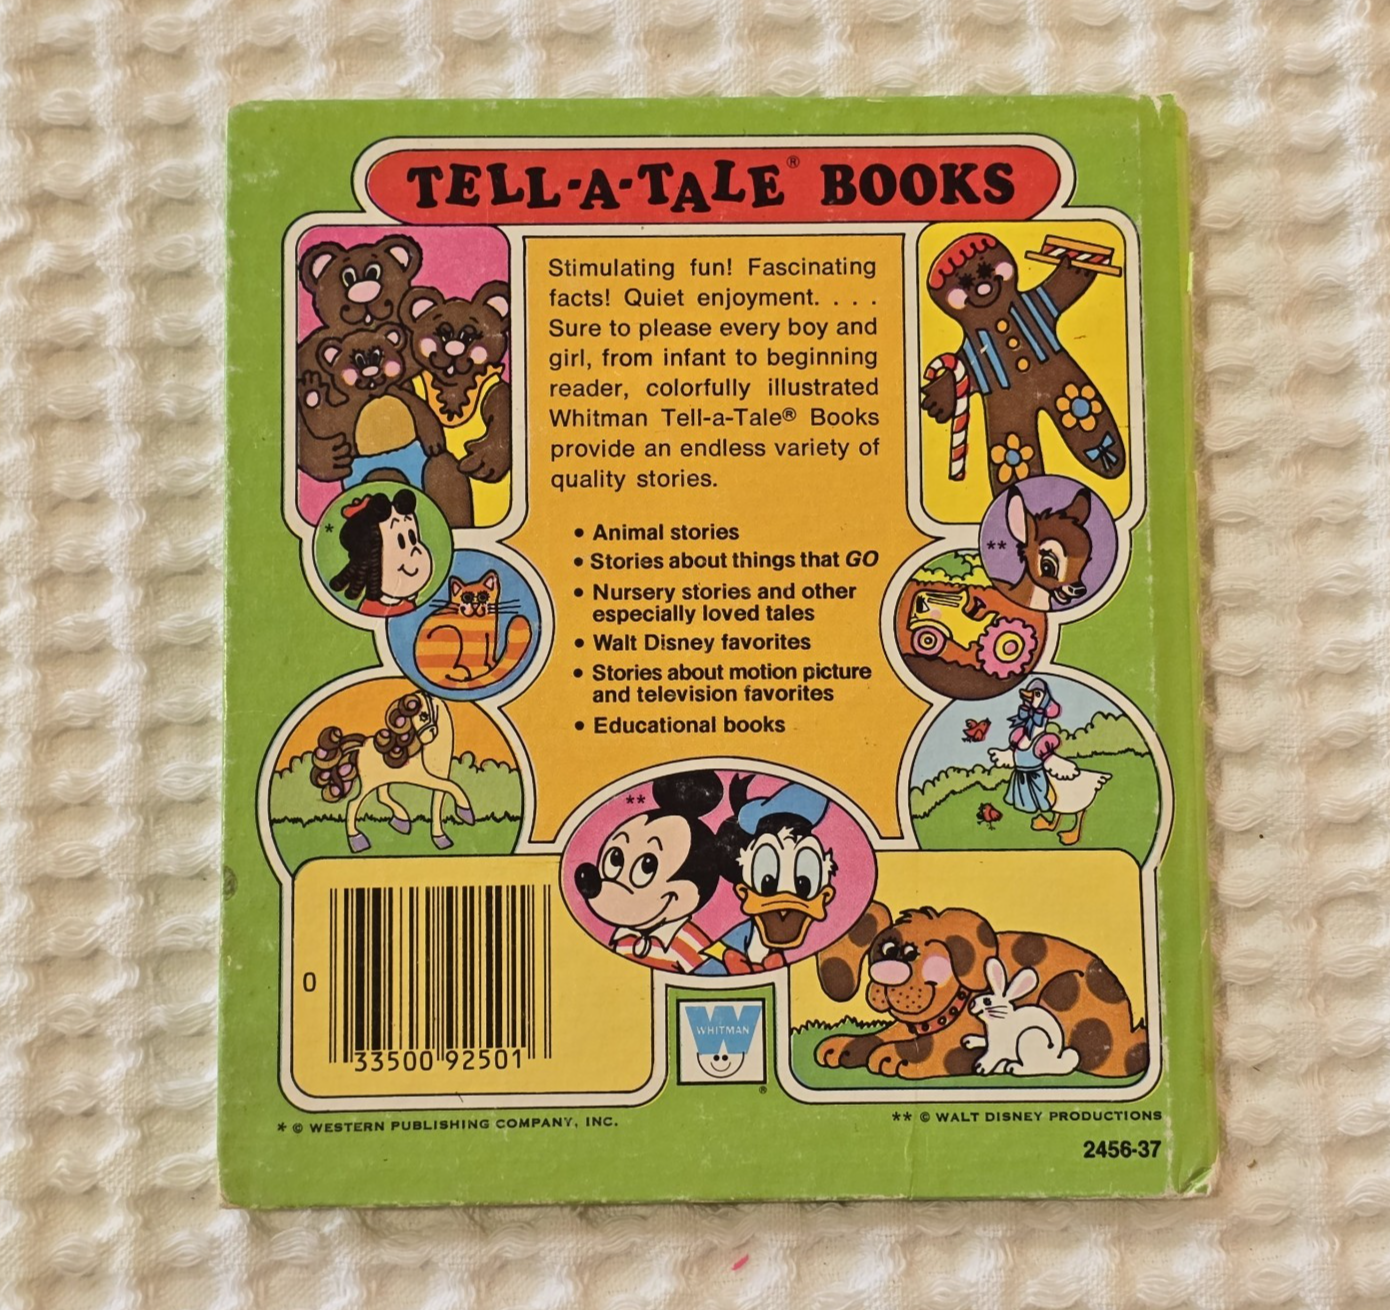 TELL-A-TALE® BOOKS
Stimulating fun! Fascinating
facts! Quiet enjoyment. . . .
Sure to please every boy and
girl, from infant to beginning
reader, colorfully illustrated
Whitman Tell-a-Tale® Books
provide an endless variety of
quality stories.
• Animal stories
• Stories about things that GO
• Nursery stories and other
especially loved tales
• Walt Disney favorites
• Stories about motion picture
and television favorites
• Educational books
*
**
**
0
33500 92501
W
WHITMAN
®
* © WESTERN PUBLISHING COMPANY, INC.
** © WALT DISNEY PRODUCTIONS
2456-37